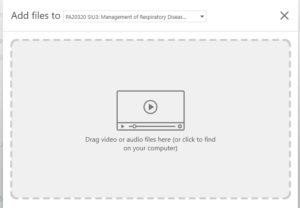 Add files to PA20320 SIU3: Management of Respiratory Diseas...
Drag video or audio files here (or click to find
on your computer)